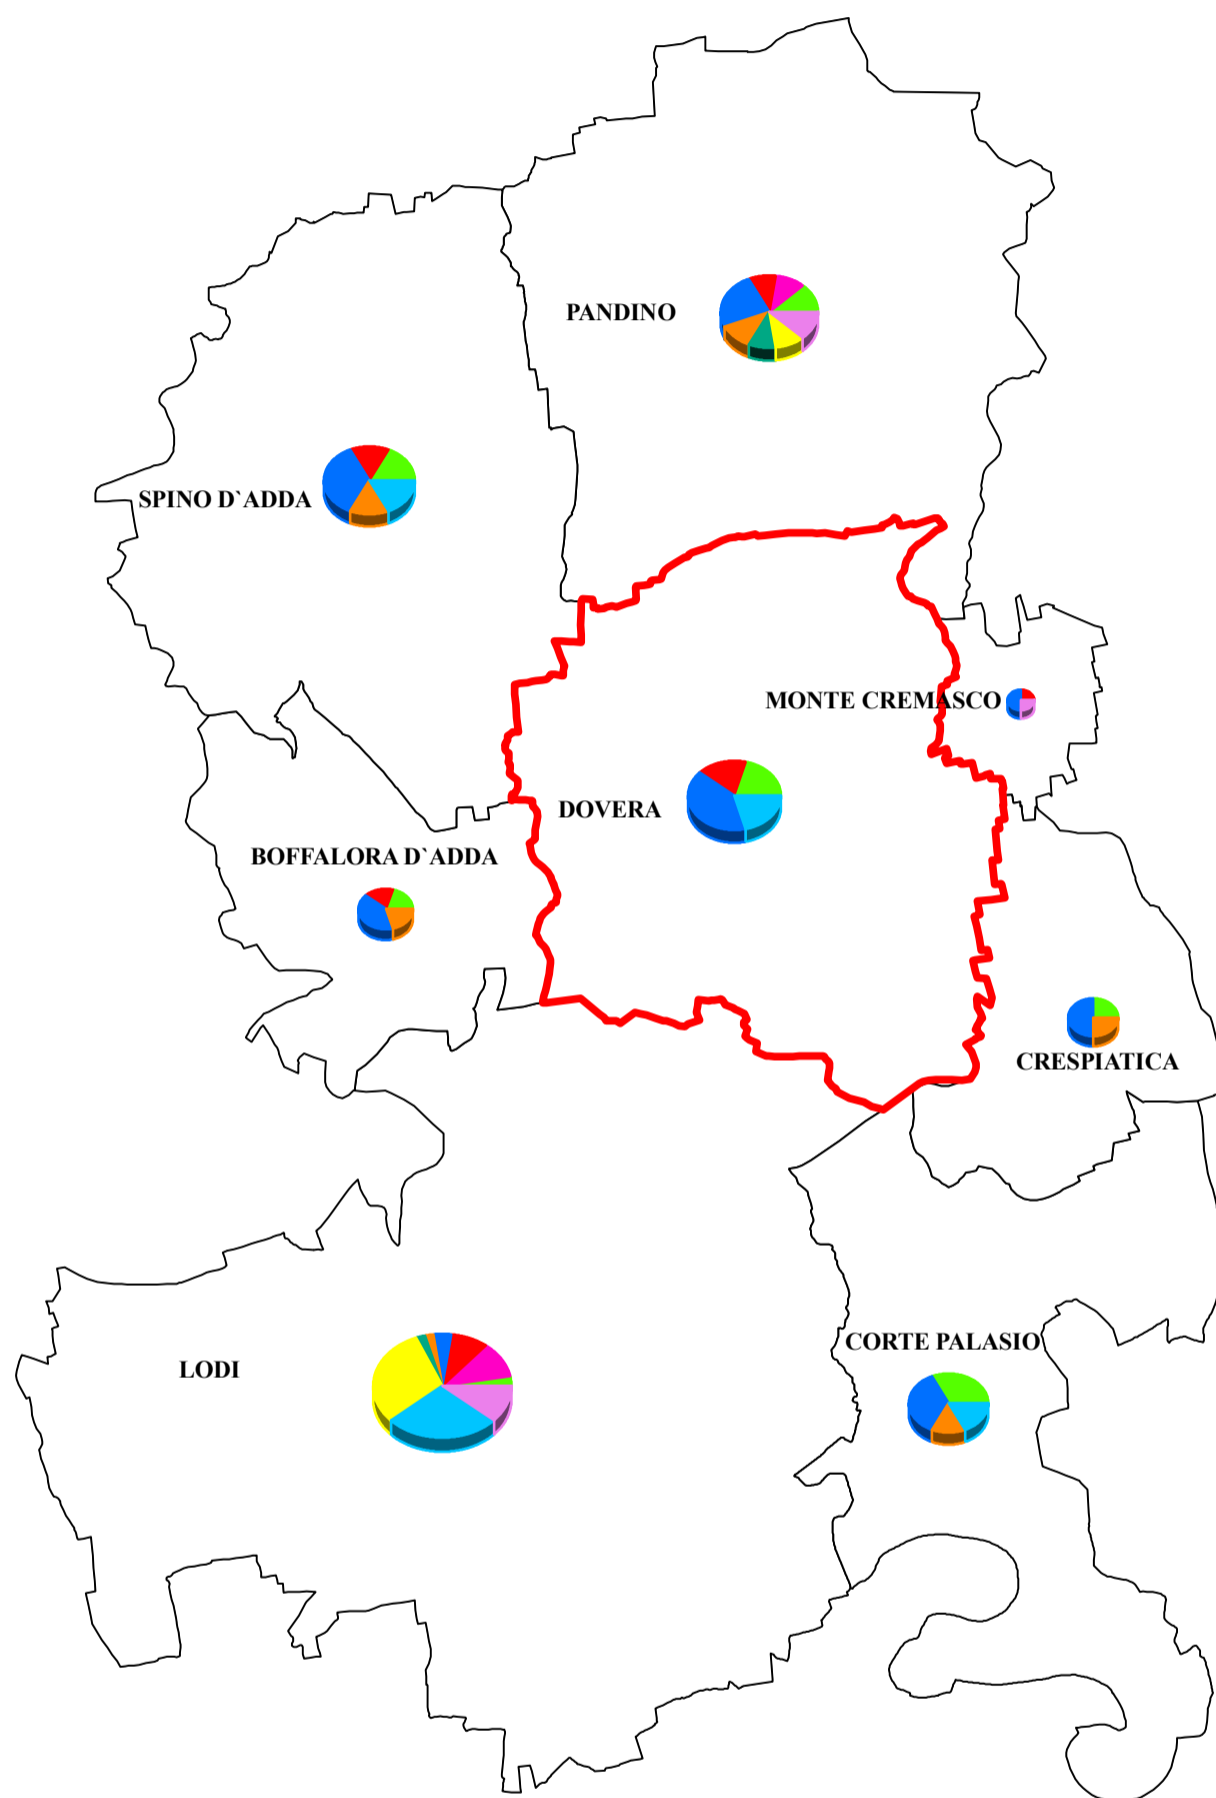 PANDINO
SPINO D`ADDA
MONTE CREMASCO
DOVERA
BOFFALORA D`ADDA
CRESPIATICA
CORTE PALASIO
LODI